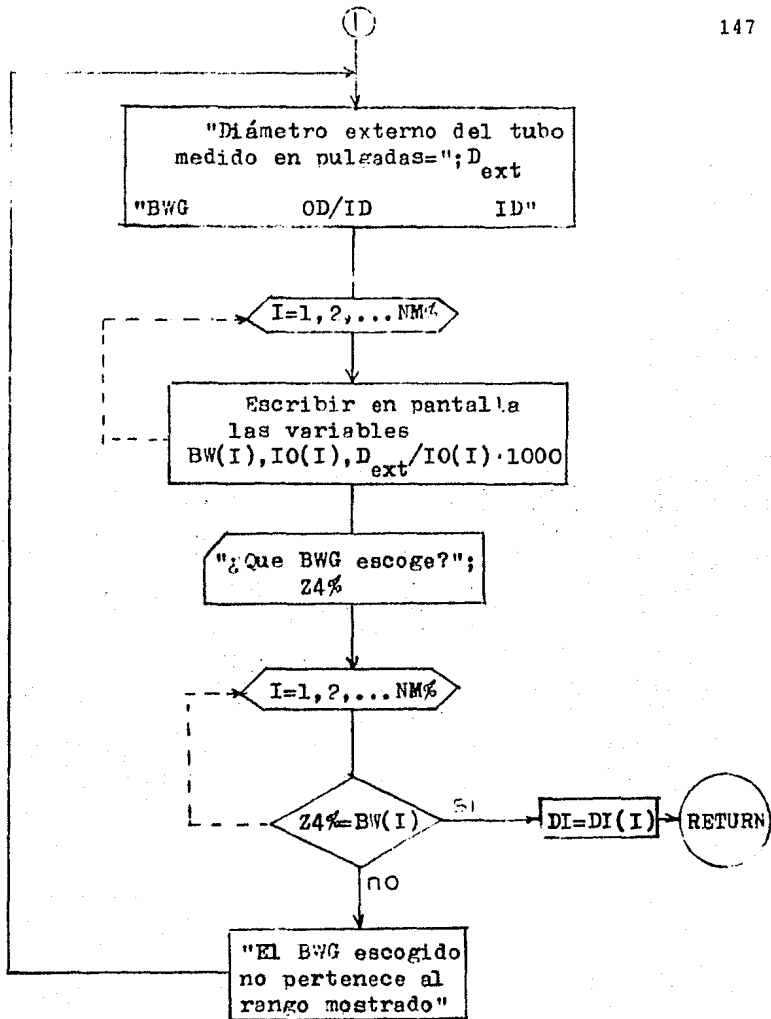 147
1
"Diámetro externo del tubo
medido en pulgadas="; D ext
"BWG OD/ID ID"
I=1,2,...NM%
Escribir en pantalla
las variables
BW(I),IO(I),D ext/IO(I)·1000
"¿Que BWG escoge?";
Z4%
I=1,2,...NM%
Z4%=BW(I)
SI
DI=DI(I)
RETURN
no
"El BWG escogido
no pertenece al
rango mostrado"